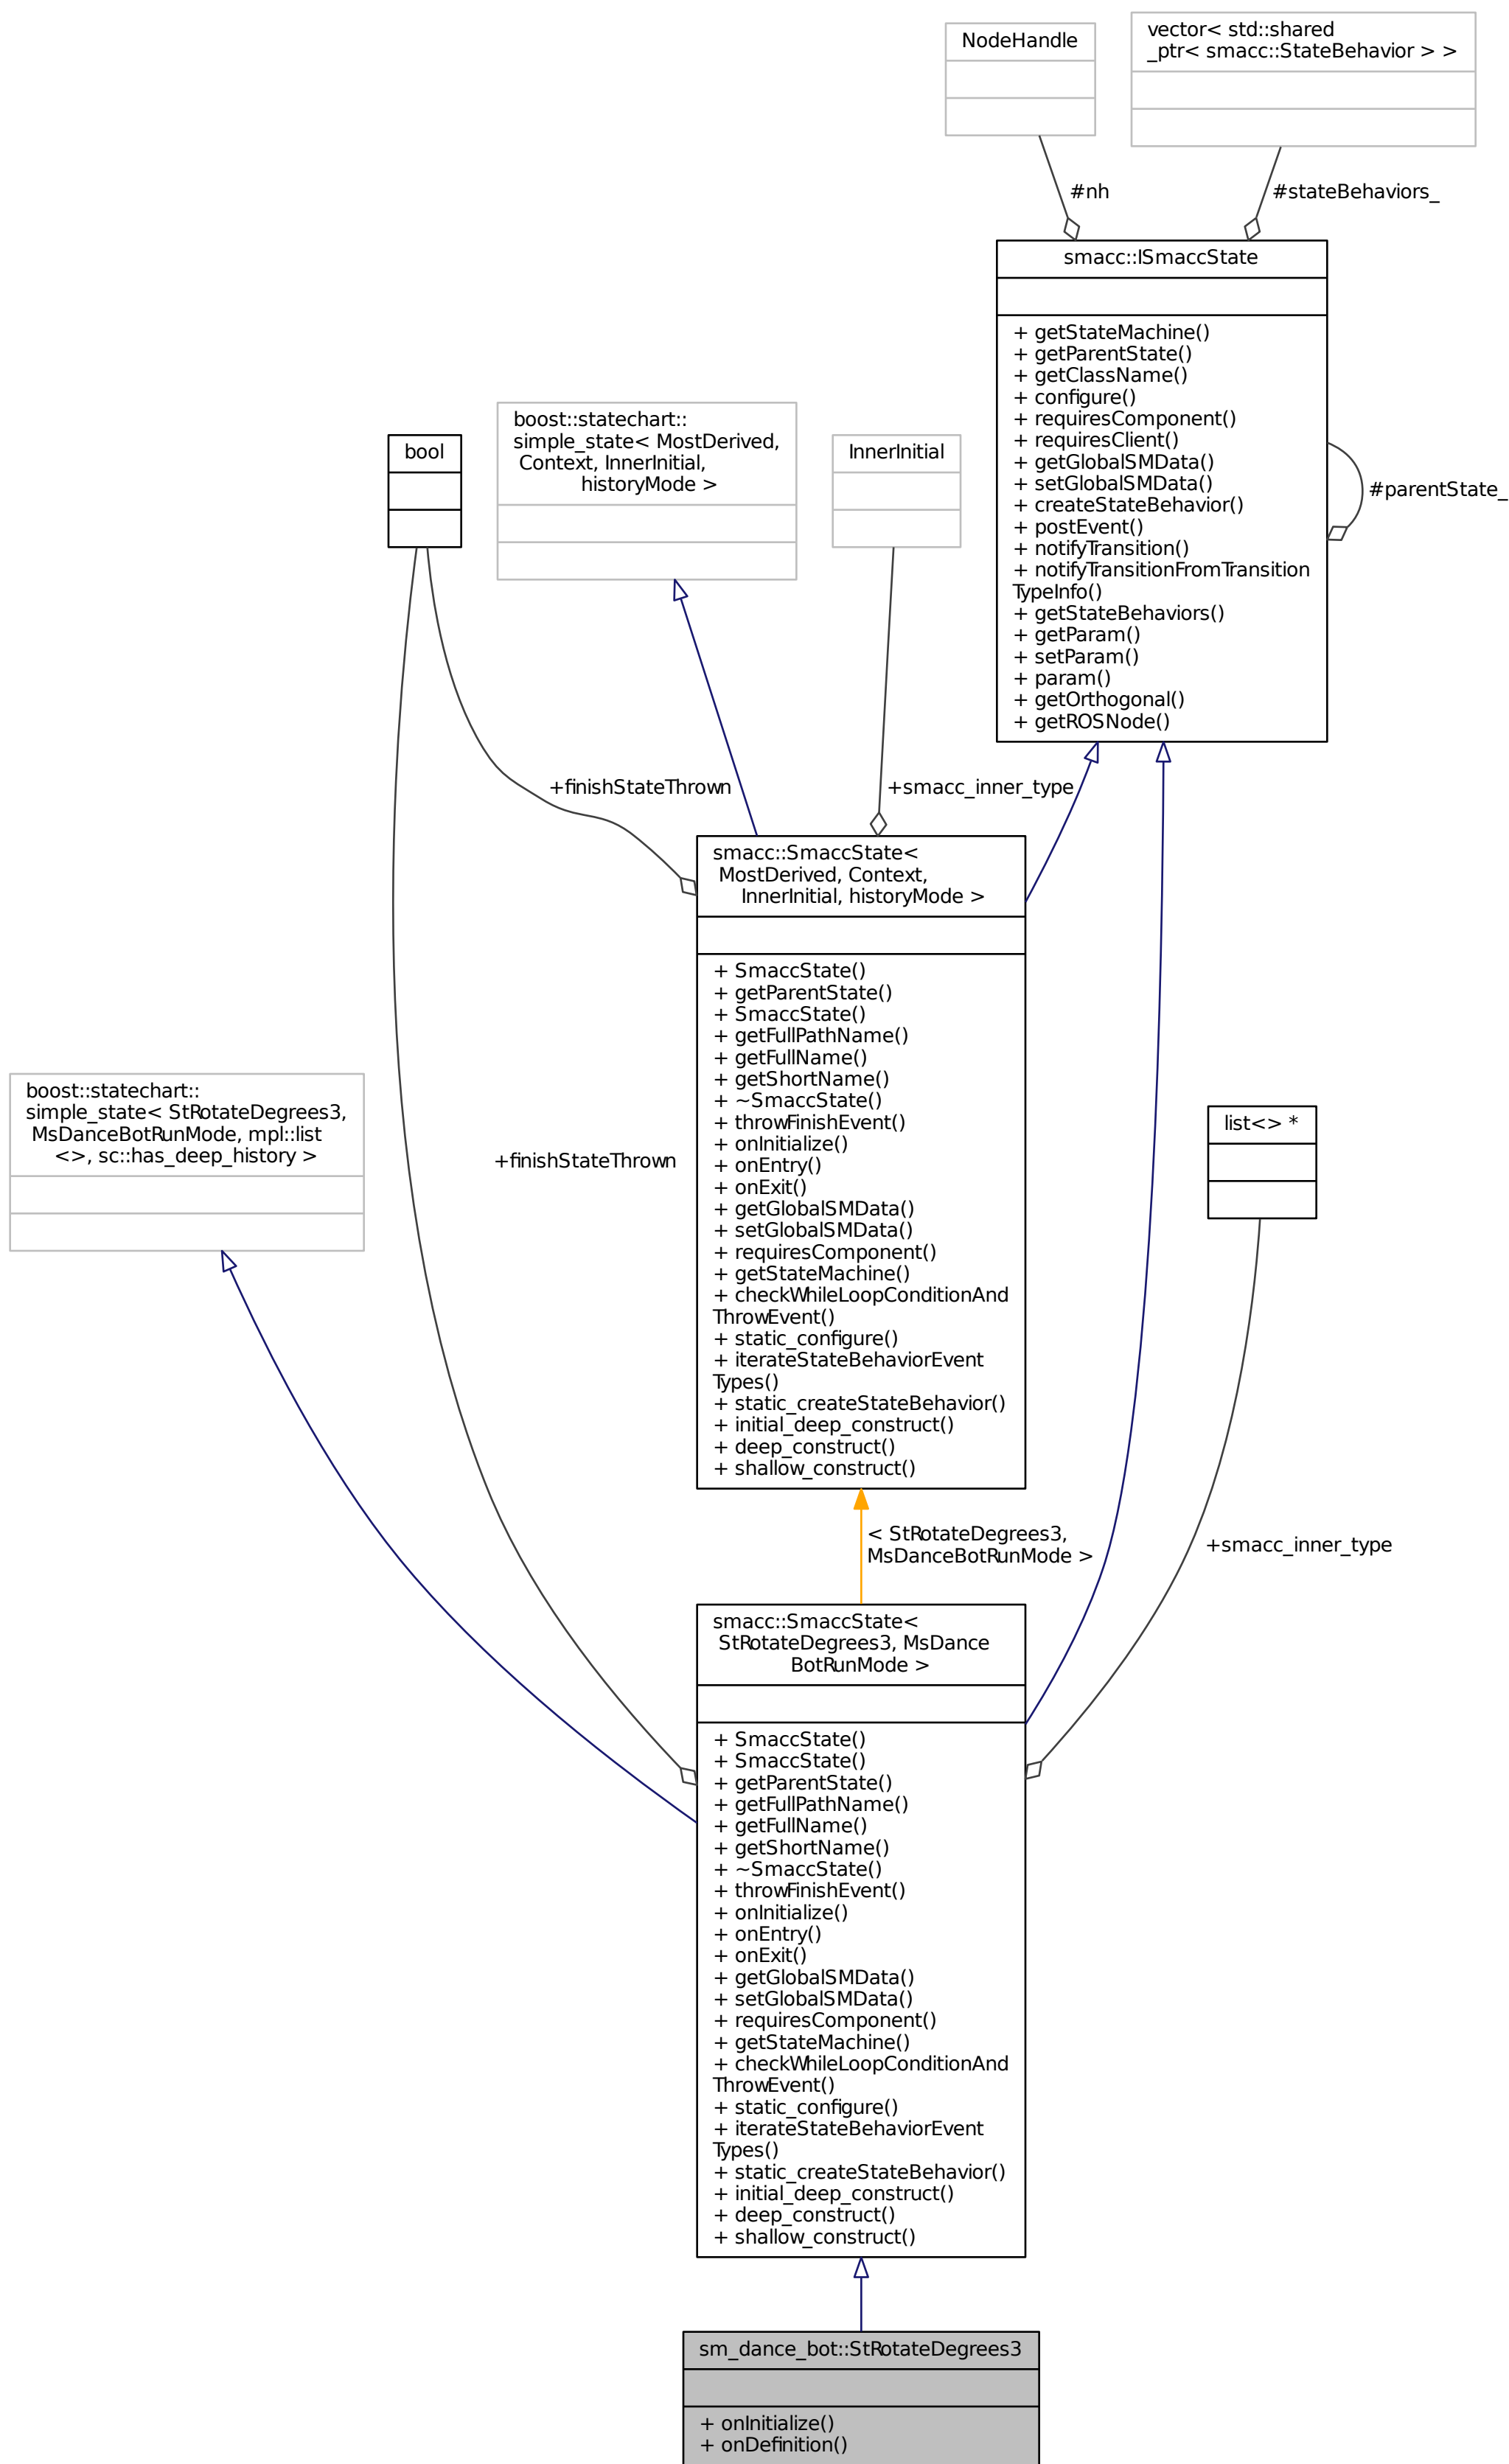 NodeHandle
vector< std::shared
_ptr< smacc::StateBehavior > >
#nh
#stateBehaviors_
smacc::ISmaccState
+ getStateMachine()
+ getParentState()
+ getClassName()
+ configure()
+ requiresComponent()
+ requiresClient()
+ getGlobalSMData()
+ setGlobalSMData()
+ createStateBehavior()
+ postEvent()
+ notifyTransition()
+ notifyTransitionFromTransition
TypeInfo()
+ getStateBehaviors()
+ getParam()
+ setParam()
+ param()
+ getOrthogonal()
+ getROSNode()
#parentState_
bool
boost::statechart::
simple_state< MostDerived,
Context, InnerInitial,
historyMode >
InnerInitial
+finishStateThrown
+smacc_inner_type
smacc::SmaccState<
MostDerived, Context,
InnerInitial, historyMode >
+ SmaccState()
+ getParentState()
+ SmaccState()
+ getFullPathName()
+ getFullName()
+ getShortName()
+ ~SmaccState()
+ throwFinishEvent()
+ onInitialize()
+ onEntry()
+ onExit()
+ getGlobalSMData()
+ setGlobalSMData()
+ requiresComponent()
+ getStateMachine()
+ checkWhileLoopConditionAnd
ThrowEvent()
+ static_configure()
+ iterateStateBehaviorEvent
Types()
+ static_createStateBehavior()
+ initial_deep_construct()
+ deep_construct()
+ shallow_construct()
boost::statechart::
simple_state< StRotateDegrees3,
MsDanceBotRunMode, mpl::list
<>, sc::has_deep_history >
+finishStateThrown
list<> *
< StRotateDegrees3,
MsDanceBotRunMode >
+smacc_inner_type
smacc::SmaccState<
StRotateDegrees3, MsDance
BotRunMode >
+ SmaccState()
+ SmaccState()
+ getParentState()
+ getFullPathName()
+ getFullName()
+ getShortName()
+ ~SmaccState()
+ throwFinishEvent()
+ onInitialize()
+ onEntry()
+ onExit()
+ getGlobalSMData()
+ setGlobalSMData()
+ requiresComponent()
+ getStateMachine()
+ checkWhileLoopConditionAnd
ThrowEvent()
+ static_configure()
+ iterateStateBehaviorEvent
Types()
+ static_createStateBehavior()
+ initial_deep_construct()
+ deep_construct()
+ shallow_construct()
sm_dance_bot::StRotateDegrees3
+ onInitialize()
+ onDefinition()